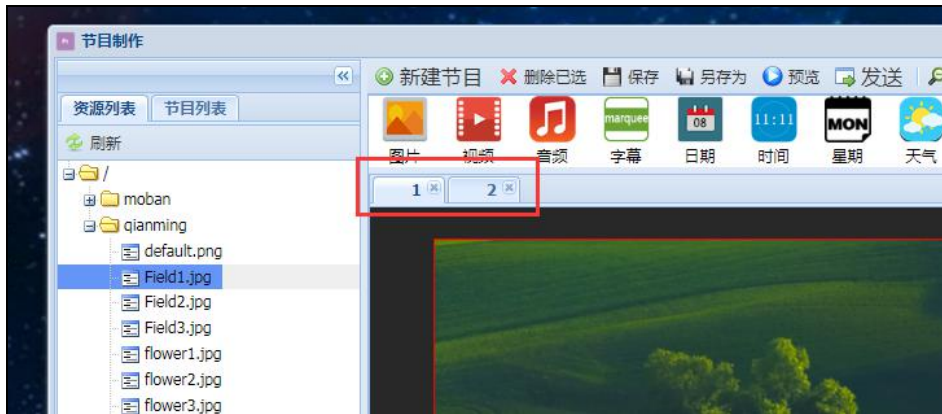 节目制作
新建节目 删除已选 保存 另存为 预览 发送
资源列表 节目列表
marquee 08 11:11 MON
刷新
图片 视频 音频 字幕 日期 时间 星期 天气
/
1 2
moban
qianming
default.png
Field1.jpg
Field2.jpg
Field3.jpg
flower1.jpg
flower2.jpg
flower3.jpg